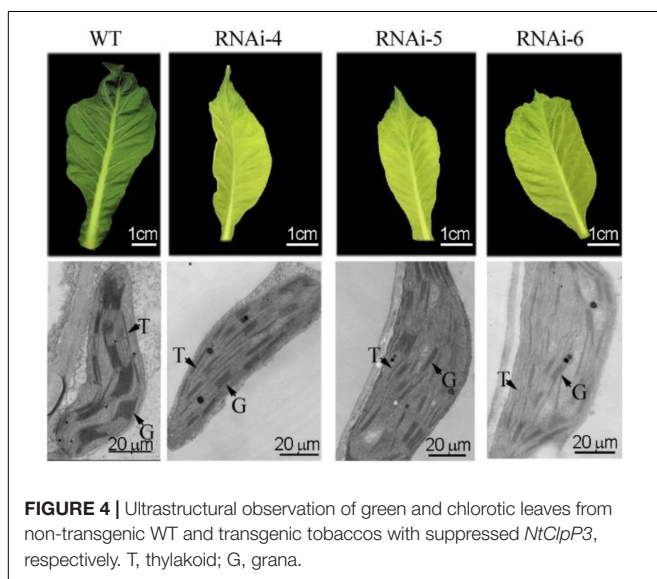 WT RNAi-4 RNAi-5 RNAi-6
1cm 1cm 1cm 1cm
T T G T G T G
G
20 µm 20 µm 20 µm 20 µm
FIGURE 4 | Ultrastructural observation of green and chlorotic leaves from
non-transgenic WT and transgenic tobaccos with suppressed NtClpP3,
respectively. T, thylakoid; G, grana.